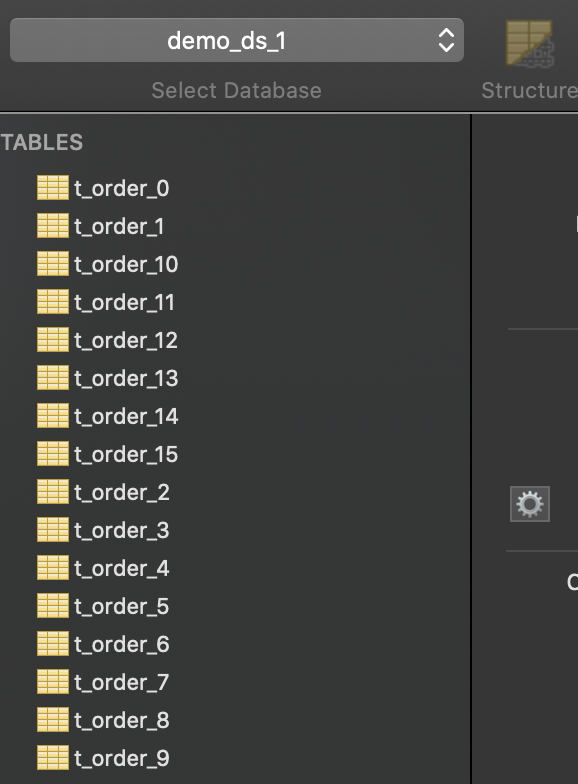 demo_ds_1
Select Database
Structure
TABLES
t_order_0
t_order_1
t_order_10
t_order_11
t_order_12
t_order_13
t_order_14
t_order_15
t_order_2
t_order_3
t_order_4
t_order_5
t_order_6
t_order_7
t_order_8
t_order_9